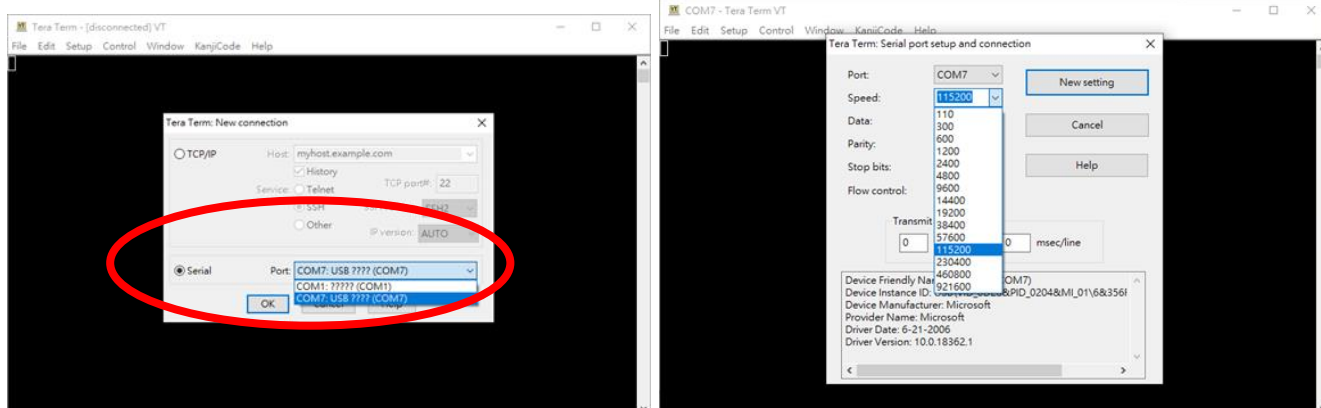 Tera Term - [disconnected] VT
File Edit Setup Control Window KanjiCode Help
Tera Term: New connection
TCP/IP
Host: myhost.example.com
History
Service: Telnet
TCP port#: 22
SSH
SSH2
Other
IP version: AUTO
Serial
Port: COM7: USB ???? (COM7)
COM1: ????? (COM1)
COM7: USB ???? (COM7)
OK
COM7 - Tera Term VT
File Edit Setup Control Window KanjiCode Help
Tera Term: Serial port setup and connection
Port: COM7
New setting
Speed: 115200
Data:
110
300
Cancel
Parity:
600
1200
Stop bits:
2400
Help
4800
Flow control:
9600
14400
19200
Transmit
38400
57600
0
0 msec/line
115200
230400
460800
921600
Device Friendly
COM7)
Device Instance ID:
PID_0204&MI_01\6&356F
Device Manufacturer: Microsoft
Provider Name: Microsoft
Driver Date: 6-21-2006
Driver Version: 10.0.18362.1